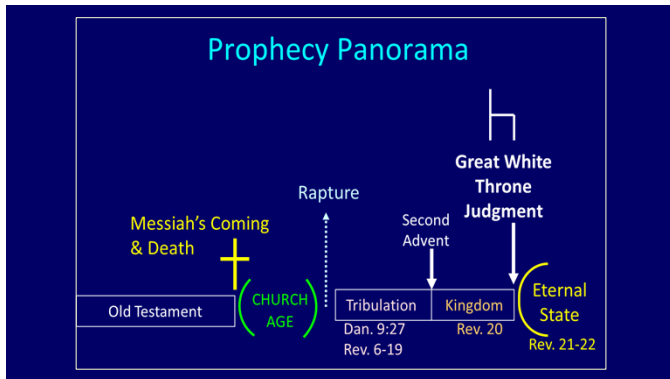 Prophecy Panorama
Great White
Throne
Judgment
Rapture
Second
Advent
Messiah's Coming
& Death
Old Testament
CHURCH
AGE
Tribulation
Kingdom
Eternal
State
Dan. 9:27
Rev. 6-19
Rev. 20
Rev. 21-22